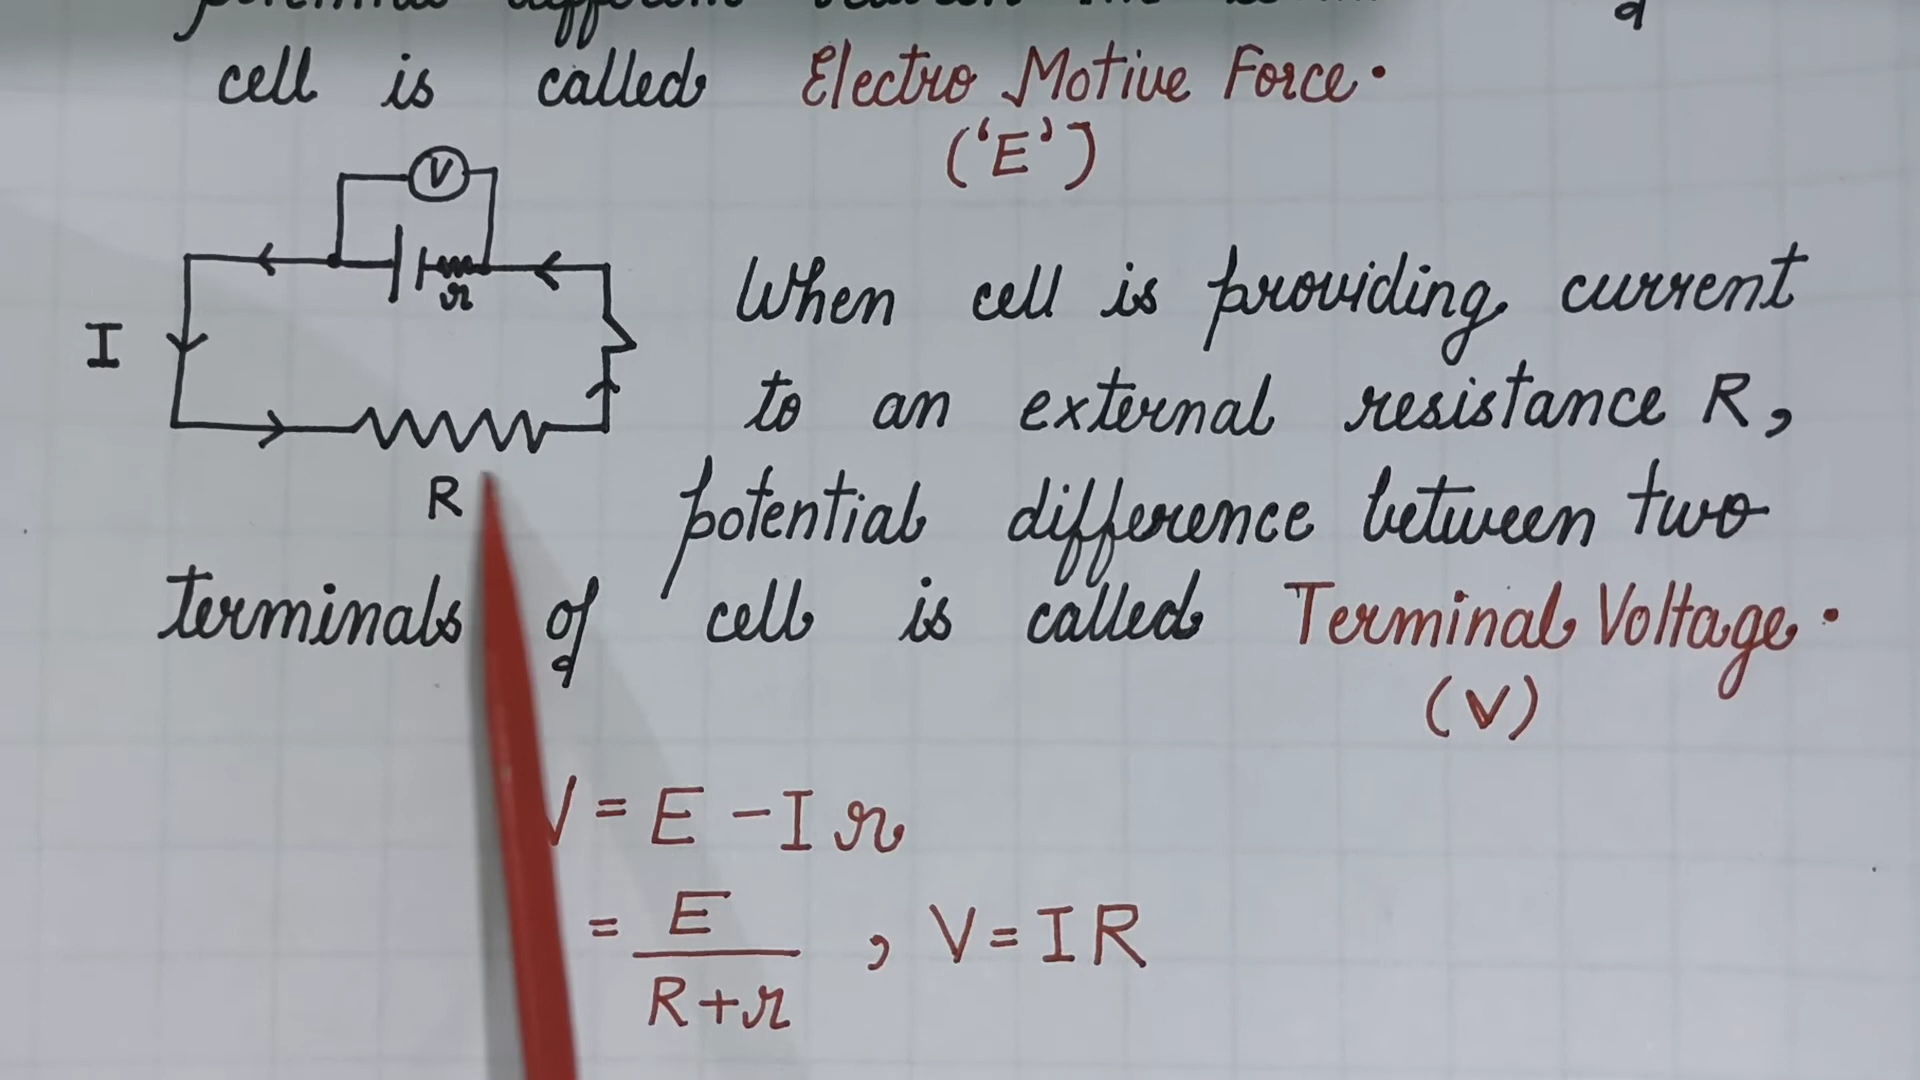 cell is called Electro Motive Force.
('E')
V
r
I
R
When cell is providing current
to an external resistance R,
potential difference between two
terminals of cell is called Terminal Voltage.
(V)
V = E - I r
= E
R + r
, V = I R